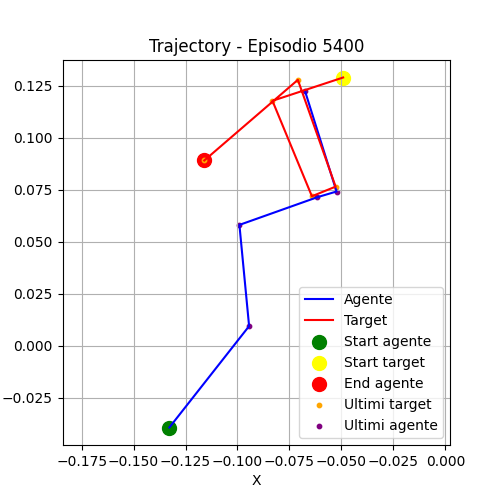 Trajectory - Episodio 5400
0.125
0.100
0.075
0.050
0.025
0.000
−0.025
Agente
Target
Start agente
Start target
End agente
Ultimi target
Ultimi agente
−0.175 −0.150 −0.125 −0.100 −0.075 −0.050 −0.025 0.000
X